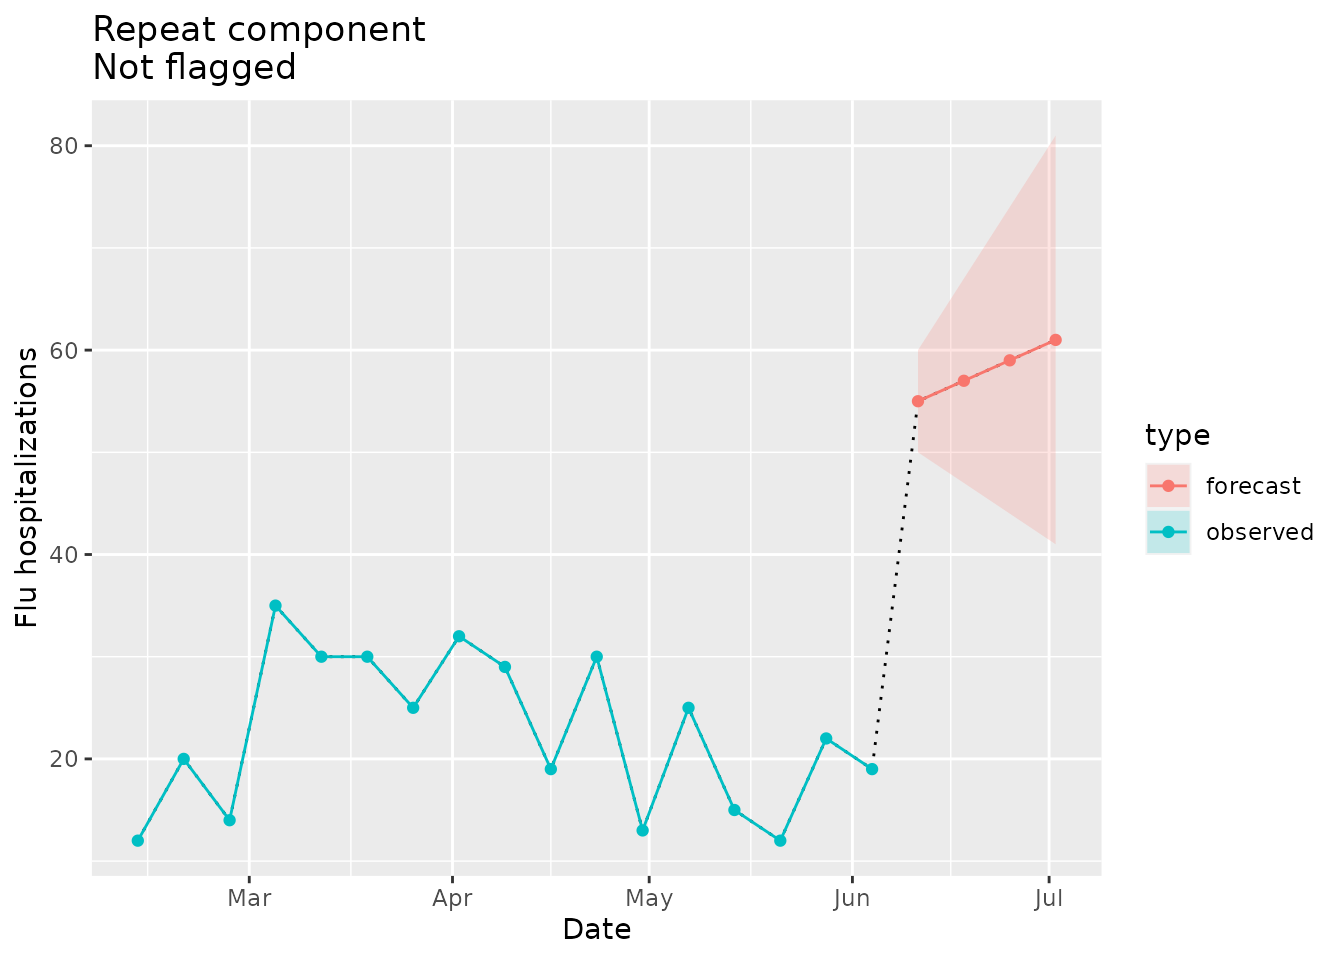 Repeat component
Not flagged
80
60
40
20
Flu hospitalizations
Mar
Apr
May
Jun
Jul
Date
type
forecast
observed